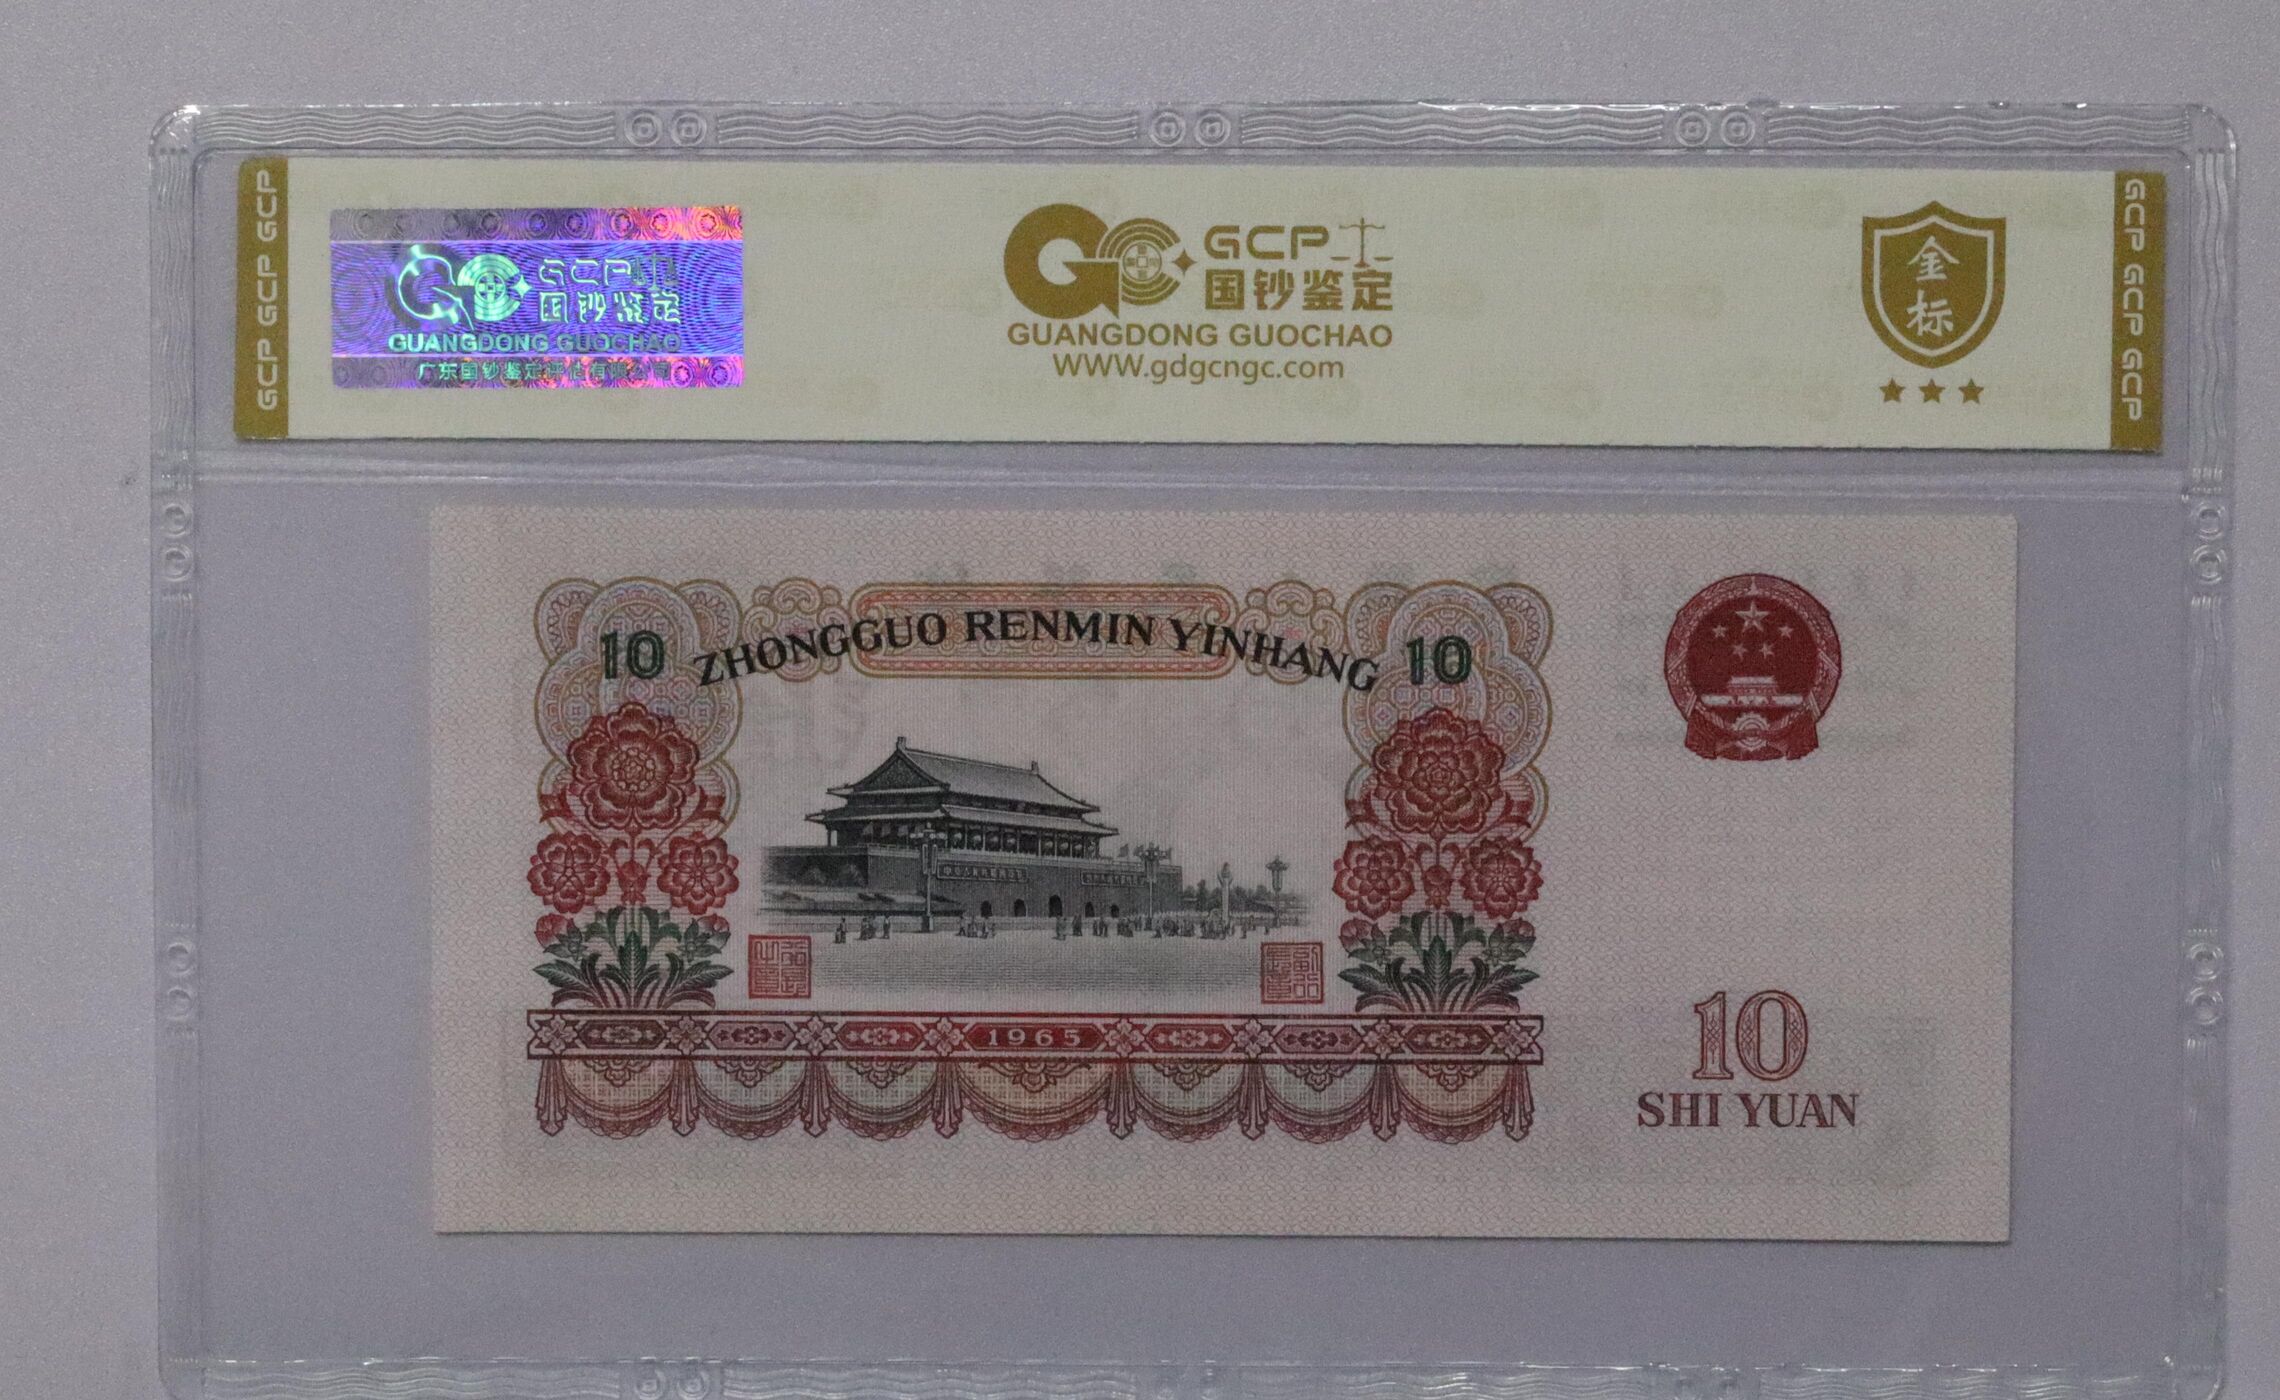 GCP GCP GCP
GCP
国钞鉴定
GUANGDONG GUOCHAO
广东国钞鉴定评估有限公司
GCP
国钞鉴定
GUANGDONG GUOCHAO
WWW.gdgcngc.com
金标
GCP GCP GCP
10 ZHONGGUO RENMIN YINHANG 10
1965
10
SHI YUAN